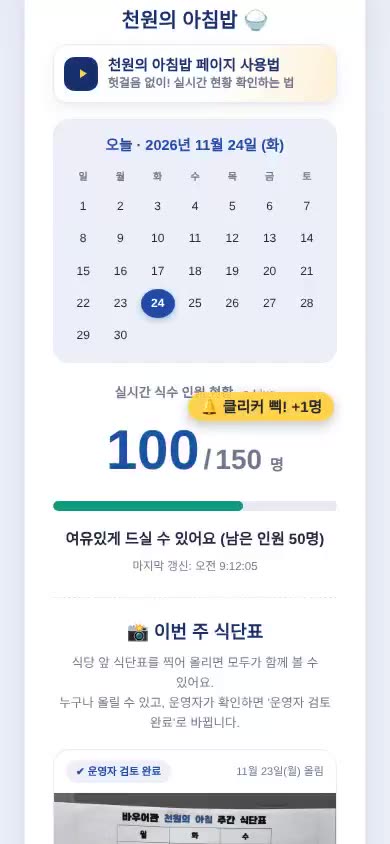 천원의 아침밥 🍚
천원의 아침밥 페이지 사용법
헛걸음 없이! 실시간 현황 확인하는 법
오늘 · 2026년 11월 24일 (화)
일 월 화 수 목 금 토
1 2 3 4 5 6 7
8 9 10 11 12 13 14
15 16 17 18 19 20 21
22 23 24 25 26 27 28
29 30
실시간 식수 인원 현황
🔔 클리커 삑! +1명
100 / 150 명
여유있게 드실 수 있어요 (남은 인원 50명)
마지막 갱신: 오전 9:12:05
📸 이번 주 식단표
식당 앞 식단표를 찍어 올리면 모두가 함께 볼 수
있어요.
누구나 올릴 수 있고, 운영자가 확인하면 '운영자 검토
완료'로 바뀝니다.
✔ 운영자 검토 완료 11월 23일(월) 올림
바우어관 천원의 아침 주간 식단표
월 화 수